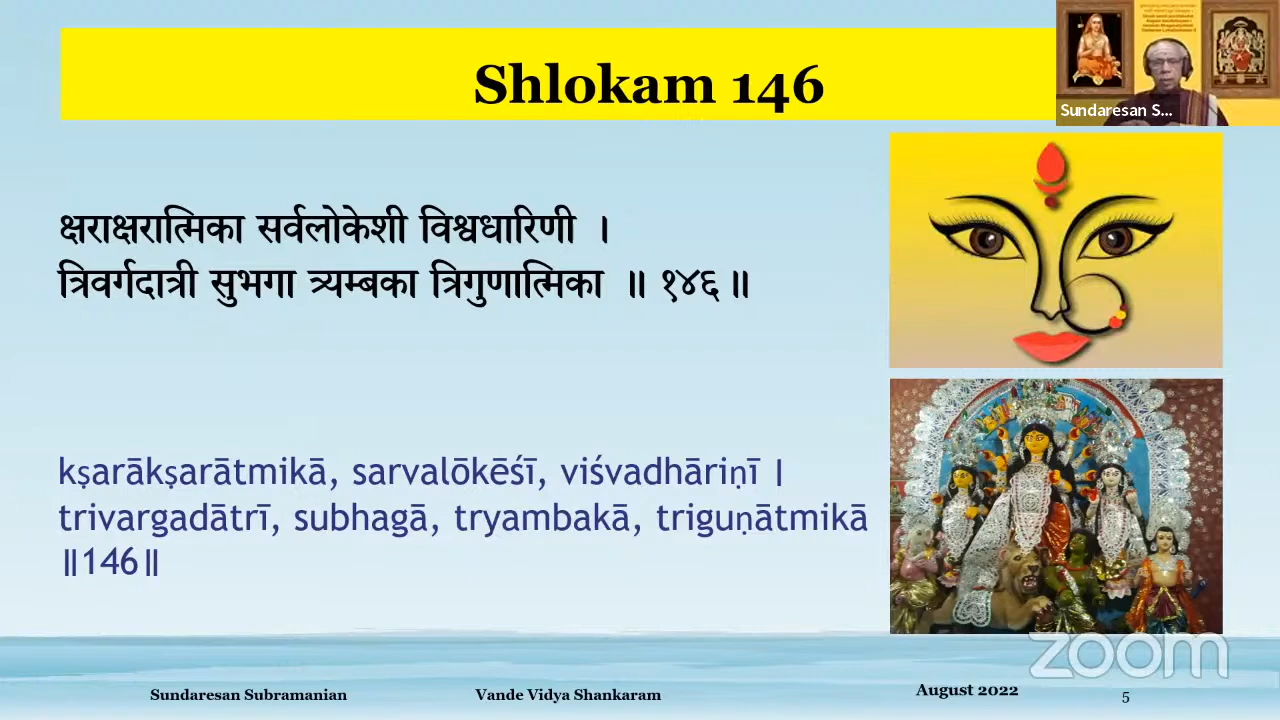 Shlokam 146
Sundaresan S...
क्षराक्षरात्मिका सर्वलोकेशी विश्वधारिणी ।
त्रिवर्गदात्री सुभगा त्र्यम्बका त्रिगुणात्मिका ॥ १४६॥
kṣarākṣarātmikā, sarvalōkēśī, viśvadhāriṇī |
trivargadātrī, subhagā, tryambakā, triguṇātmikā
||146||
zoom
Sundaresan Subramanian
Vande Vidya Shankaram
August 2022
5